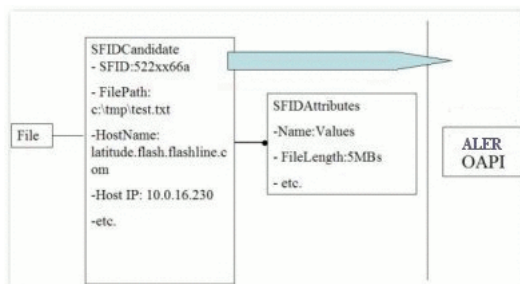 File
SFIDCandidate
- SFID:522xx66a
- FilePath:
c:\tmp\test.txt
-HostName:
latitude.flash.flashline.c
om
-Host IP: 10.0.16.230
-etc.
SFIDAttributes
-Name:Values
- FileLength:5MBs
- etc.
ALER
OAPI